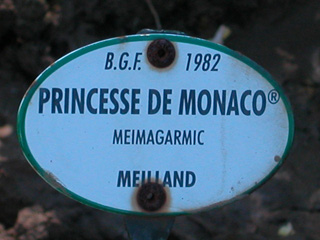 B.G.F. 1982
PRINCESSE DE MONACO®
MEIMAGARMIC
MEILLAND